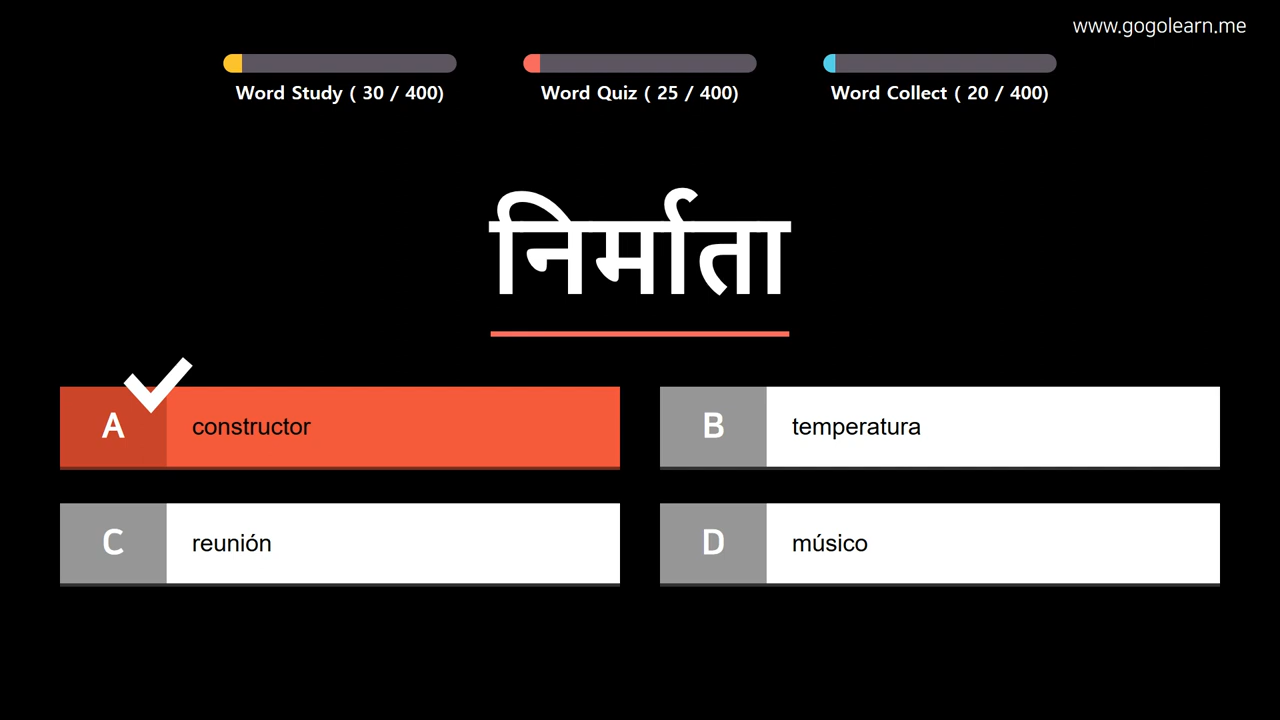 www.gogolearn.me
Word Study ( 30 / 400)
Word Quiz ( 25 / 400)
Word Collect ( 20 / 400)
निर्माता
A constructor
B temperatura
C reunión
D músico